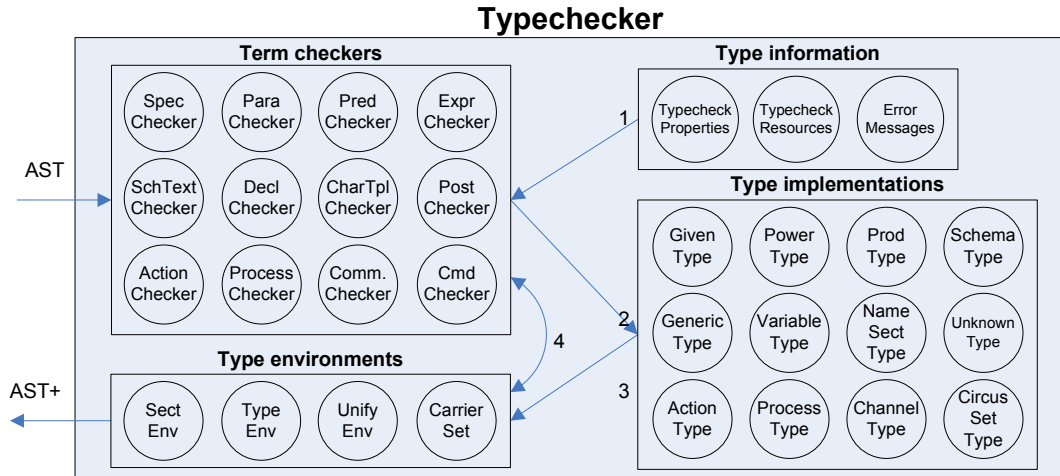 Typechecker
Term checkers
Spec
Checker
Para
Checker
Pred
Checker
Expr
Checker
SchText
Checker
Decl
Checker
CharTpl
Checker
Post
Checker
Action
Checker
Process
Checker
Comm.
Checker
Cmd
Checker
AST
Type environments
Sect
Env
Type
Env
Unify
Env
Carrier
Set
AST+
1
2
3
4
Type information
Typecheck
Properties
Typecheck
Resources
Error
Messages
Type implementations
Given
Type
Power
Type
Prod
Type
Schema
Type
Generic
Type
Variable
Type
Name
Sect
Type
Unknown
Type
Action
Type
Process
Type
Channel
Type
Circus
Set
Type